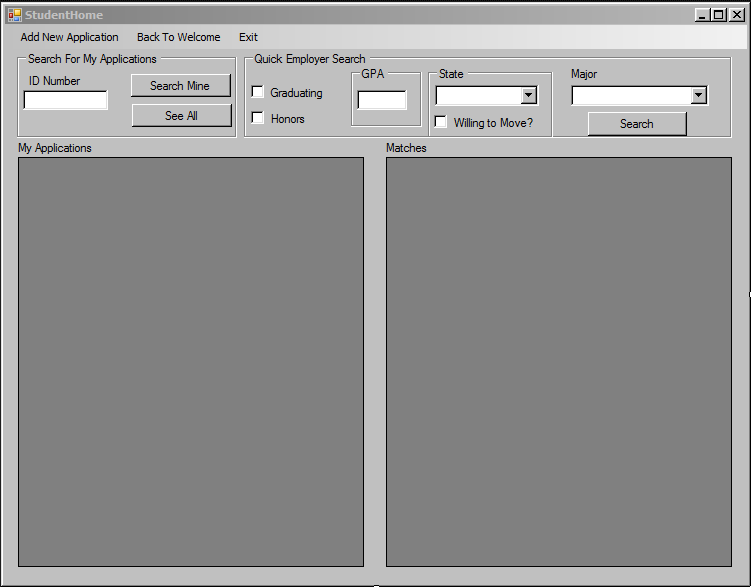 StudentHome
Add New Application Back To Welcome Exit
Search For My Applications
ID Number
Search Mine
See All
Quick Employer Search
Graduating
Honors
GPA
State
Willing to Move?
Major
Search
My Applications
Matches